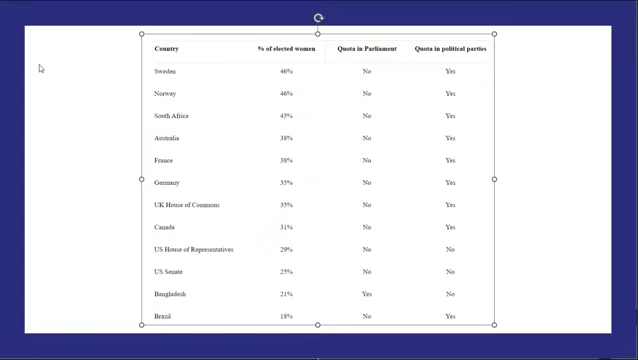 Country % of elected women Quota in Parliament Quota in political parties
Sweden 46% No Yes
Norway 46% No Yes
South Africa 45% No Yes
Australia 38% No Yes
France 38% No Yes
Germany 35% No Yes
UK House of Commons 35% No Yes
Canada 31% No Yes
US House of Representatives 29% No No
US Senate 25% No No
Bangladesh 21% Yes No
Brazil 18% No Yes